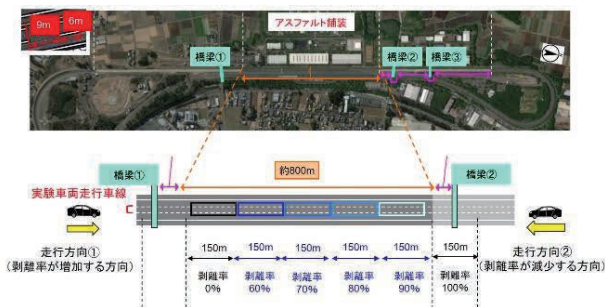 9m 6m
アスファルト舗装
橋梁① 橋梁② 橋梁③
橋梁① 約800m 橋梁②
実験車両走行車線
走行方向①
(剥離率が増加する方向)
走行方向②
(剥離率が減少する方向)
150m 150m 150m 150m 150m 150m
剥離率 剥離率 剥離率 剥離率 剥離率 剥離率
0% 60% 70% 80% 90% 100%